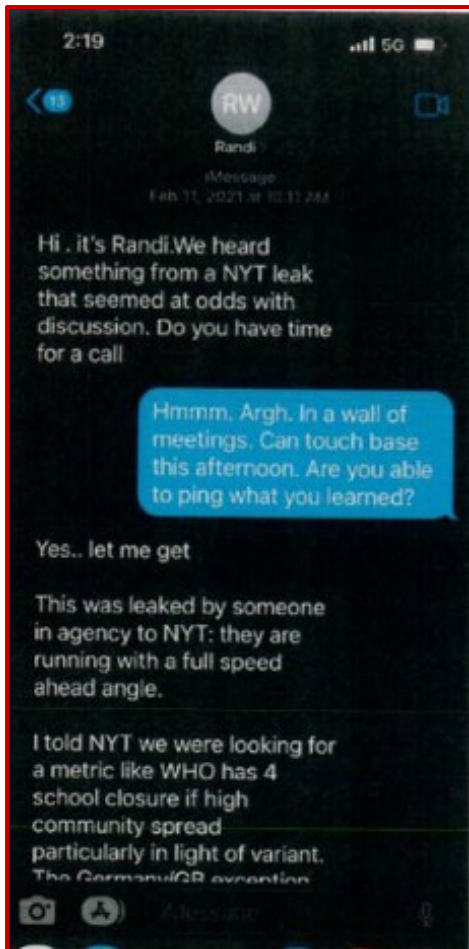 2:19
5G
13
RW
Randi
iMessage
Feb 11, 2021 at 10:11 AM
Hi . it's Randi.We heard
something from a NYT leak
that seemed at odds with
discussion. Do you have time
for a call
Hmmm. Argh. In a wall of
meetings. Can touch base
this afternoon. Are you able
to ping what you learned?
Yes.. let me get
This was leaked by someone
in agency to NYT: they are
running with a full speed
ahead angle.
I told NYT we were looking for
a metric like WHO has 4
school closure if high
community spread
particularly in light of variant.
The Germany/GB exception
iMessage